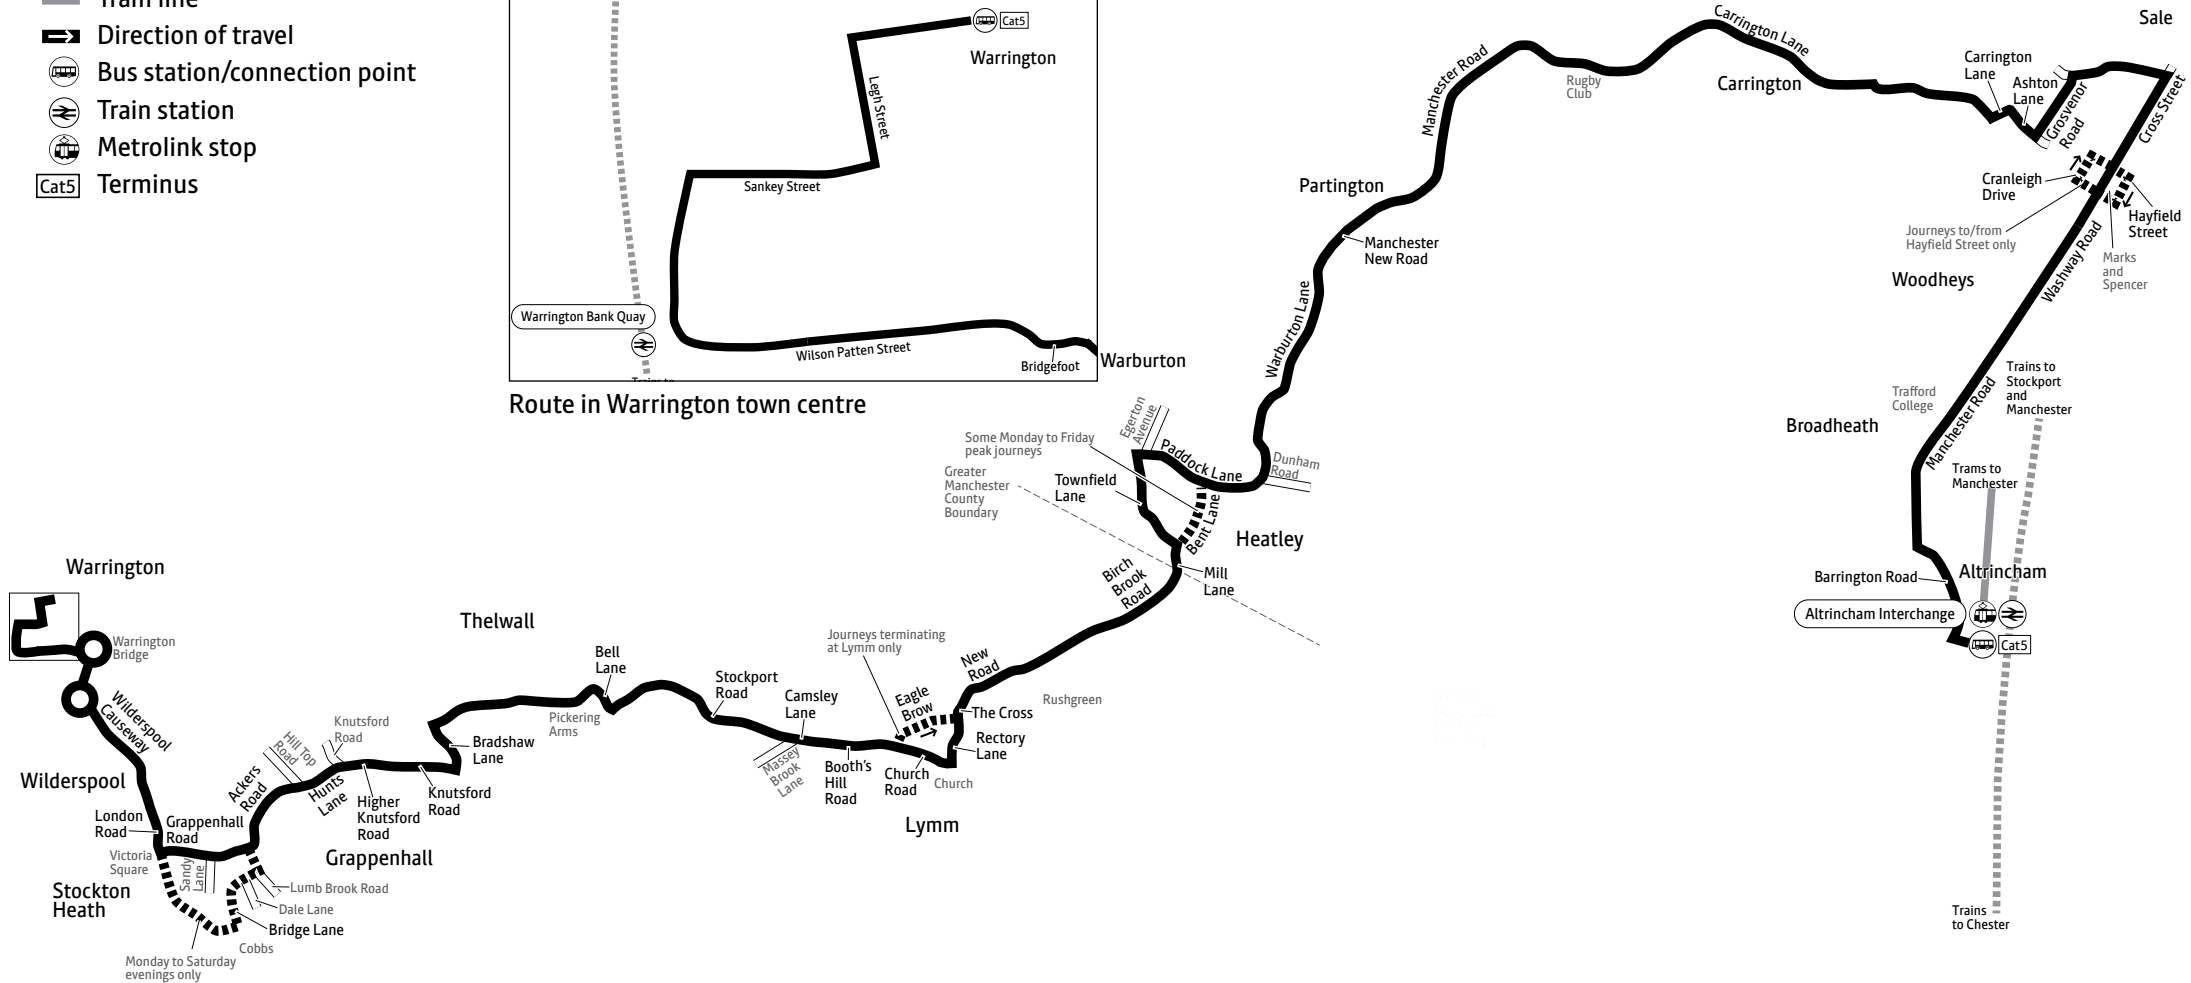 Tram line
Direction of travel
Bus station/connection point
Train station
Metrolink stop
Cat5 Terminus
Cat5
Warrington
Legh Street
Sankey Street
Warrington Bank Quay
Wilson Patten Street
Bridgefoot
Trains to
Route in Warrington town centre
Sale
Carrington Lane
Carrington
Lane
Ashton
Lane
Grosvenor
Road
Cross Street
Manchester Road
Rugby
Club
Carrington
Partington
Cranleigh
Drive
Hayfield
Street
Journeys to/from
Hayfield Street only
Marks
and
Spencer
Washway Road
Woodheys
Manchester
New Road
Warburton Lane
Warburton
Trains to
Stockport
and
Manchester
Trafford
College
Manchester Road
Broadheath
Trams to
Manchester
Egerton
Avenue
Some Monday to Friday
peak journeys
Paddock Lane
Dunham
Road
Greater
Manchester
County
Boundary
Townfield
Lane
Bent Lane
Heatley
Birch
Brook
Road
Mill
Lane
Barrington Road
Altrincham
Altrincham Interchange
Cat5
Trains
to Chester
Warrington
Warrington
Bridge
Thelwall
Bell
Lane
Journeys terminating
at Lymm only
New
Road
Stockport
Road
Camsley
Lane
Eagle
Brow
Rushgreen
The Cross
Rectory
Lane
Wilderspool
Causeway
Knutsford
Road
Pickering
Arms
Bradshaw
Lane
Hill Top
Road
Massey
Brook
Lane
Booth's
Hill
Road
Church
Road
Church
Lymm
Wilderspool
Ackers
Road
Hunts
Lane
Higher
Knutsford
Road
Knutsford
Road
London
Road
Grappenhall
Road
Grappenhall
Victoria
Square
Sandy
Lane
Stockton
Heath
Lumb Brook Road
Dale Lane
Bridge Lane
Cobbs
Monday to Saturday
evenings only